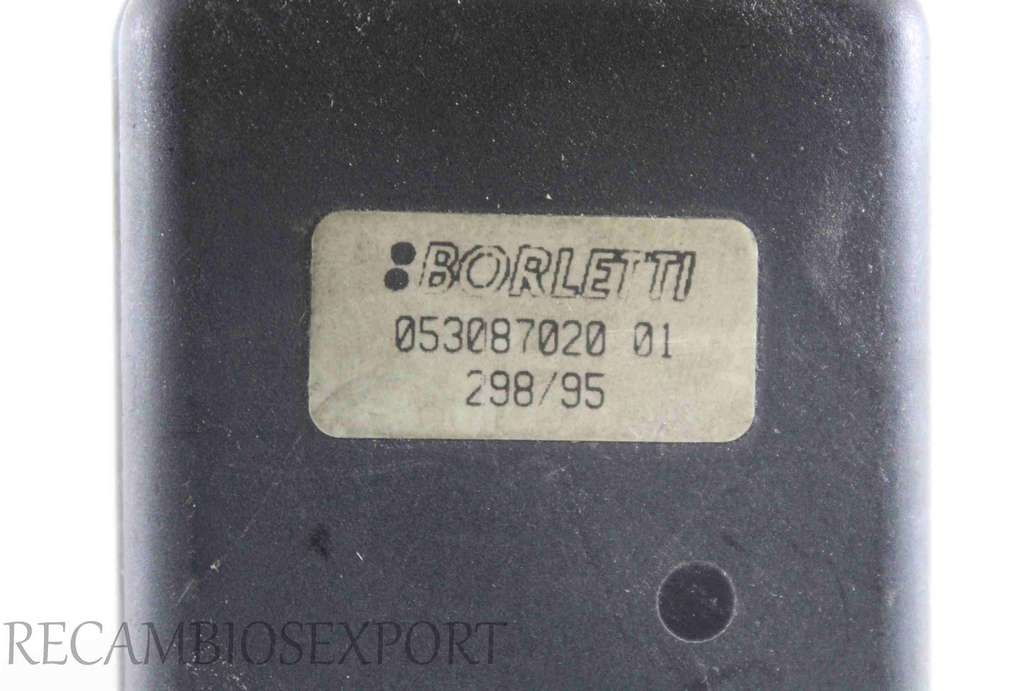 BORLETTI
053087020 01
298/95
RECAMBIOSEXPORT